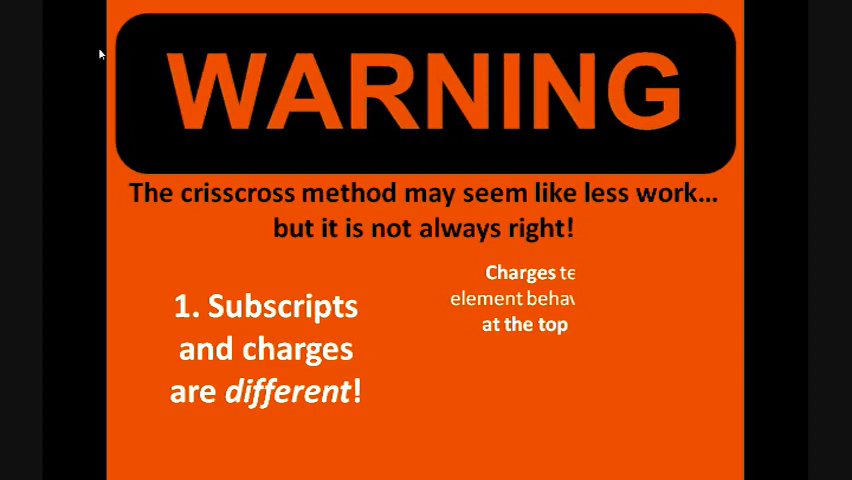 WARNING
The crisscross method may seem like less work...
but it is not always right!
1. Subscripts
and charges
are different!
Charges
element
at the top